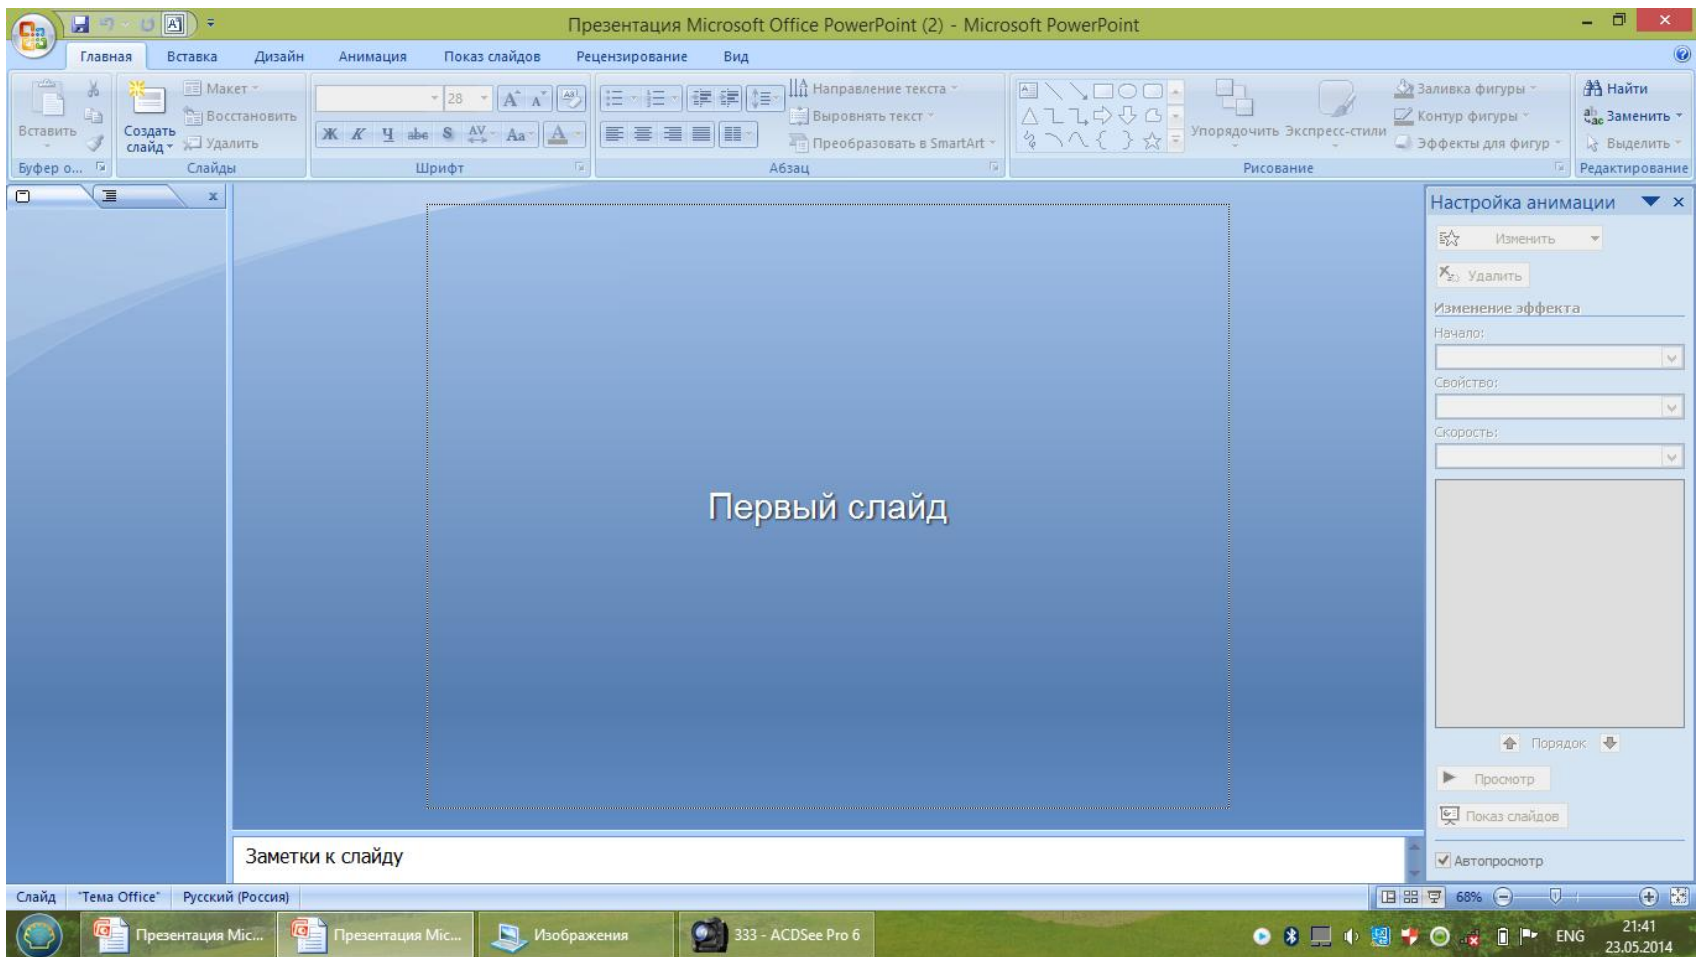 Презентация Microsoft Office PowerPoint (2) - Microsoft PowerPoint
Главная Вставка Дизайн Анимация Показ слайдов Рецензирование Вид
Вставить
Буфер о...
Создать слайд
Макет
Восстановить
Удалить
Слайды
28
Ж К Ч abe S AV Aa A
Шрифт
Направление текста
Выровнять текст
Преобразовать в SmartArt
Абзац
Упорядочить Экспресс-стили
Заливка фигуры
Контур фигуры
Эффекты для фигур
Рисование
Найти
Заменить
Выделить
Редактирование
Первый слайд
Заметки к слайду
Настройка анимации
Изменить
Удалить
Изменение эффекта
Начало:
Свойство:
Скорость:
Порядок
Просмотр
Показ слайдов
Автопросмотр
Слайд "Тема Office" Русский (Россия) 68%
Презентация Mic... Презентация Mic... Изображения 333 - ACDSee Pro 6 ENG 21:41
23.05.2014